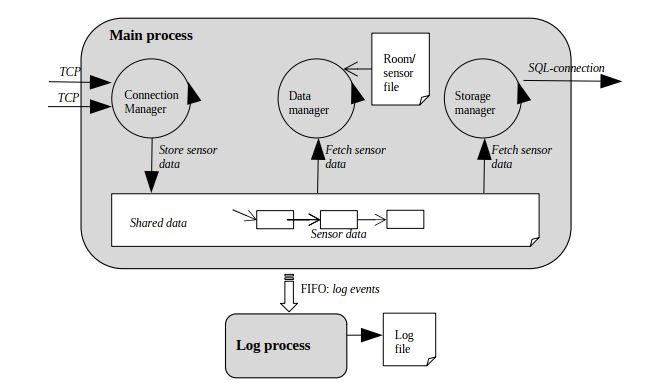 Main process
TCP
TCP
Connection
Manager
Data
manager
Room/
sensor
file
Storage
manager
SQL-connection
Store sensor
data
Fetch sensor
data
Fetch sensor
data
Shared data
Sensor data
FIFO: log events
Log process
Log
file